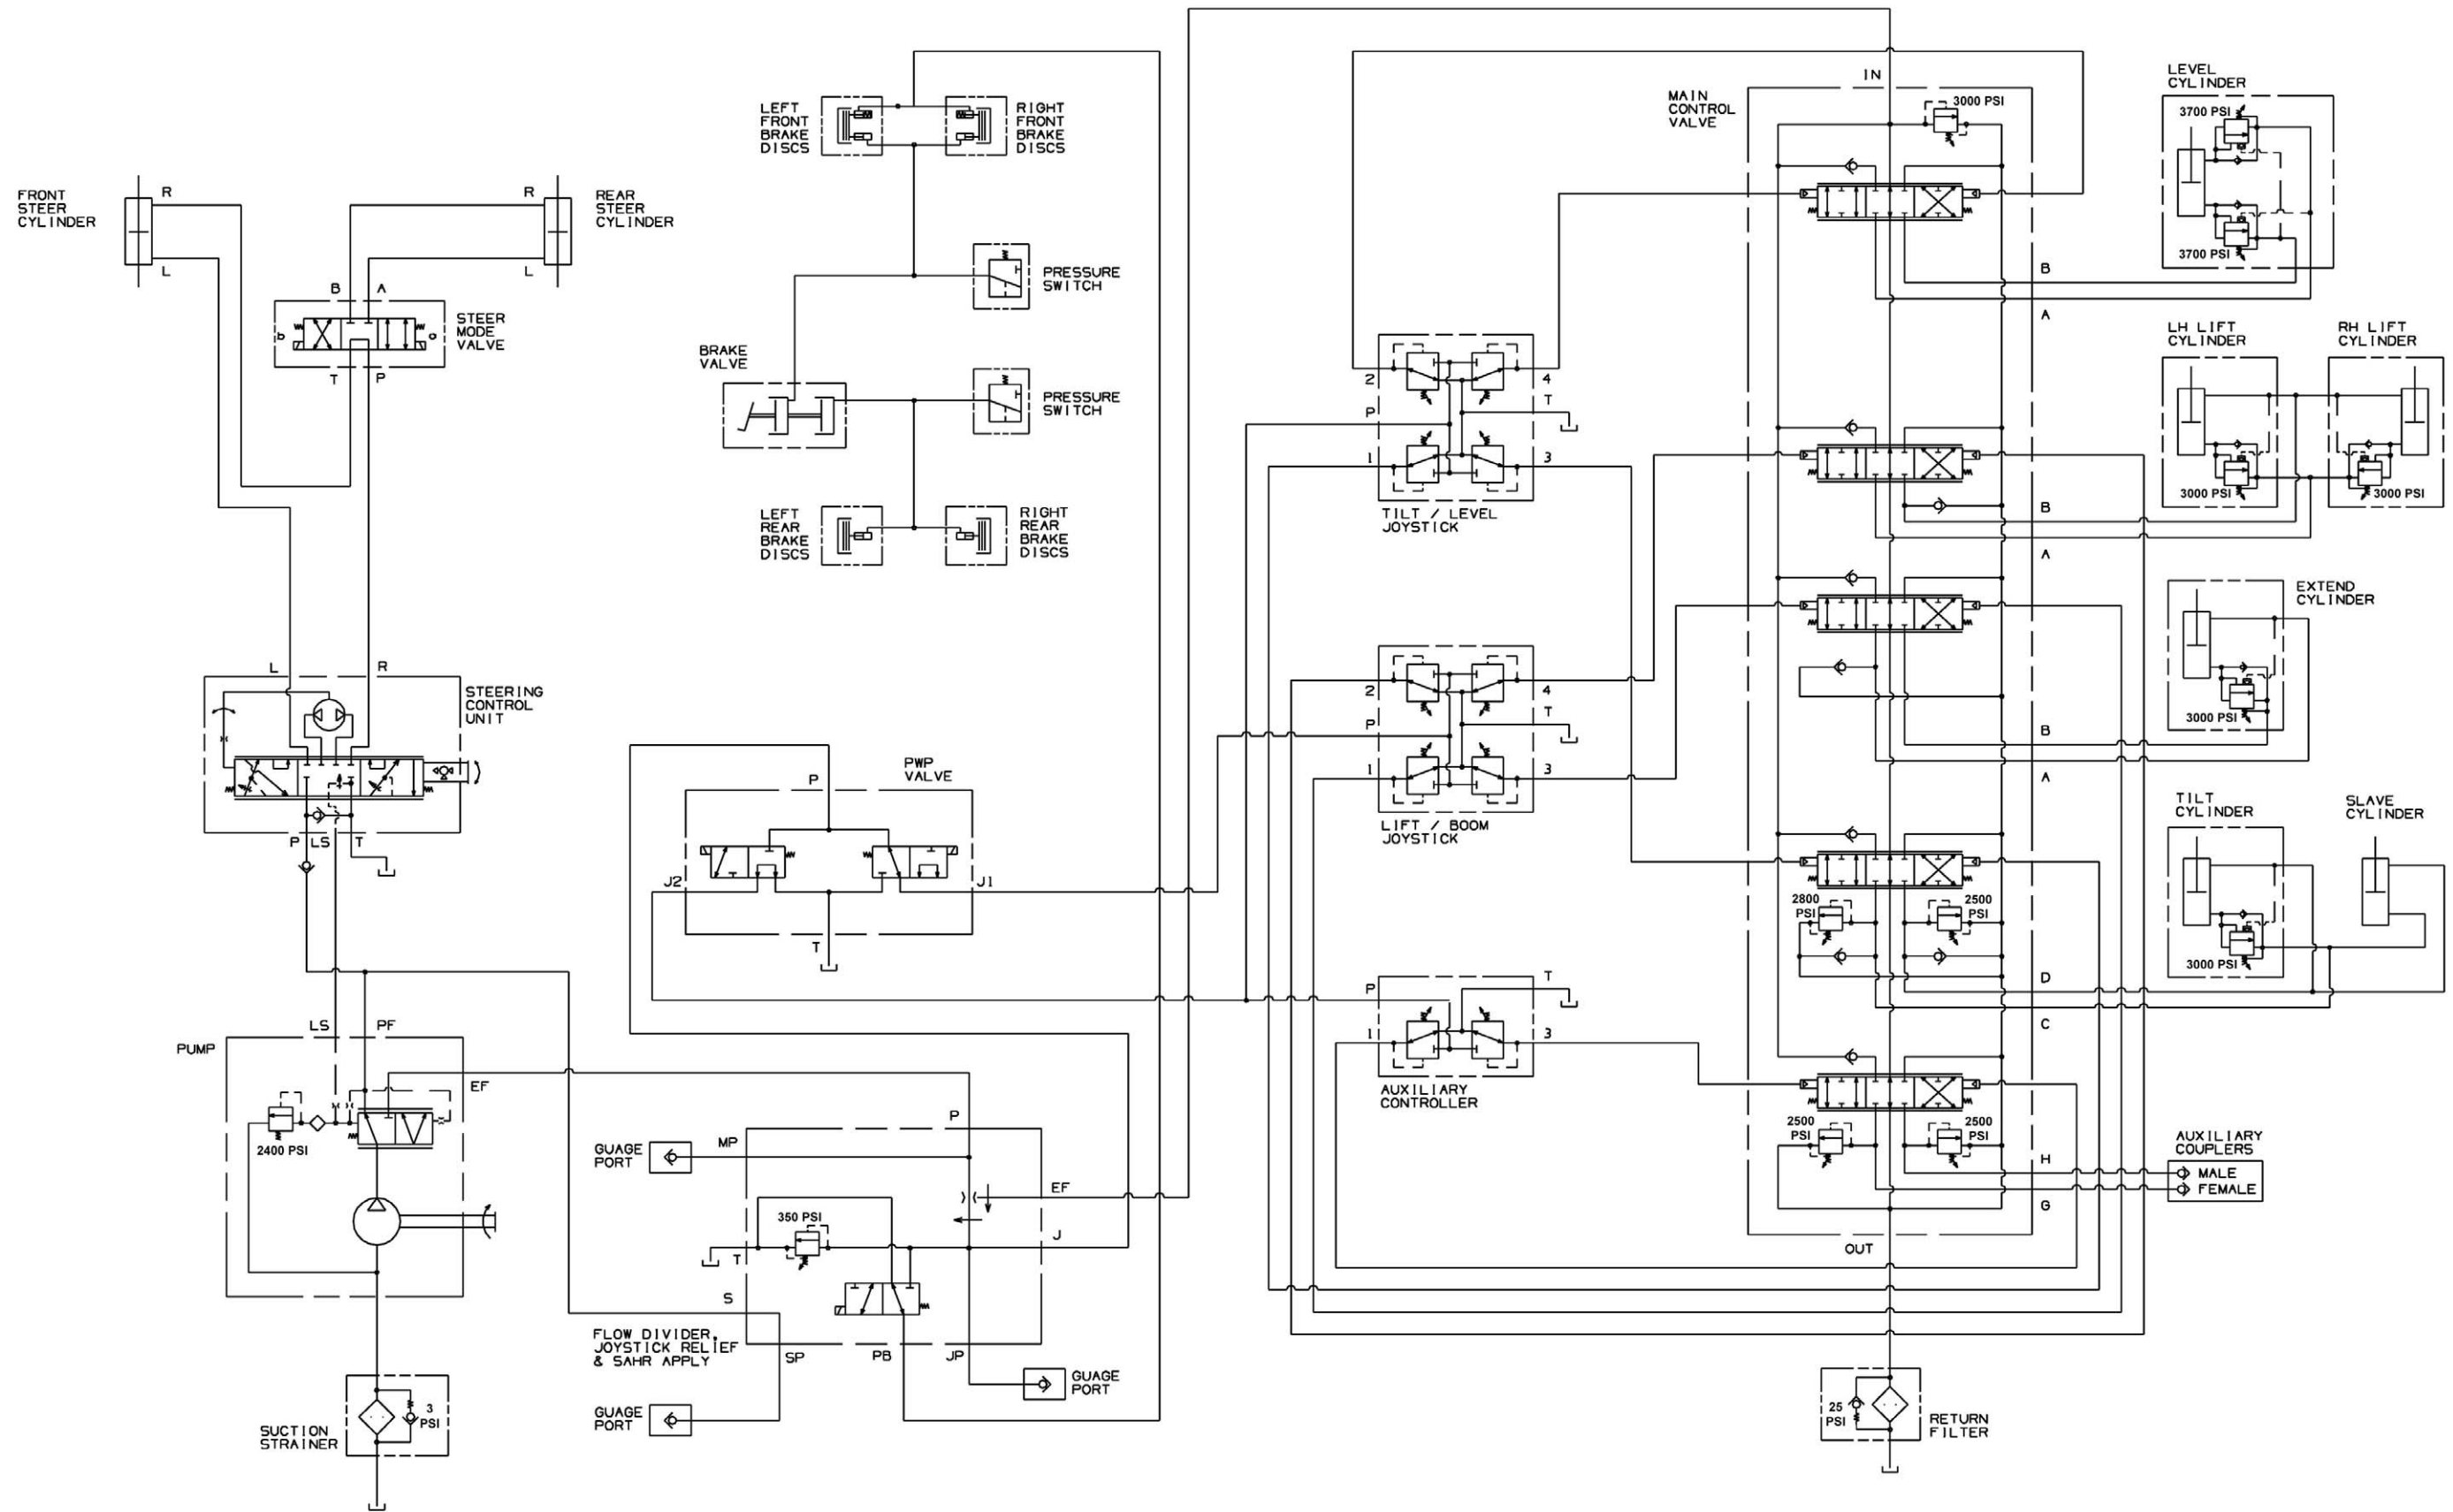 FRONT
STEER
CYLINDER
R
L
R
L
REAR
STEER
CYLINDER
B
A
b
a
STEER
MODE
VALVE
T
P
L
R
STEERING
CONTROL
UNIT
P
LS
T
PUMP
LS
PF
EF
2400 PSI
SUCTION
STRAINER
3
PSI
LEFT
FRONT
BRAKE
DISCS
RIGHT
FRONT
BRAKE
DISCS
PRESSURE
SWITCH
BRAKE
VALVE
PRESSURE
SWITCH
LEFT
REAR
BRAKE
DISCS
RIGHT
REAR
BRAKE
DISCS
PWP
VALVE
P
J2
J1
T
GUAGE
PORT
MP
P
EF
350 PSI
J
T
S
FLOW DIVIDER,
JOYSTICK RELIEF
& SAHR APPLY
SP
PB
JP
GUAGE
PORT
GUAGE
PORT
2
4
P
T
1
3
TILT / LEVEL
JOYSTICK
2
4
P
T
1
3
LIFT / BOOM
JOYSTICK
P
T
1
3
AUXILIARY
CONTROLLER
MAIN
CONTROL
VALVE
IN
3000 PSI
B
A
B
A
B
A
2800
PSI
2500
PSI
D
C
2500
PSI
2500
PSI
H
G
OUT
25
PSI
RETURN
FILTER
LEVEL
CYLINDER
3700 PSI
3700 PSI
LH LIFT
CYLINDER
RH LIFT
CYLINDER
3000 PSI
3000 PSI
EXTEND
CYLINDER
3000 PSI
TILT
CYLINDER
SLAVE
CYLINDER
3000 PSI
AUXILIARY
COUPLERS
MALE
FEMALE